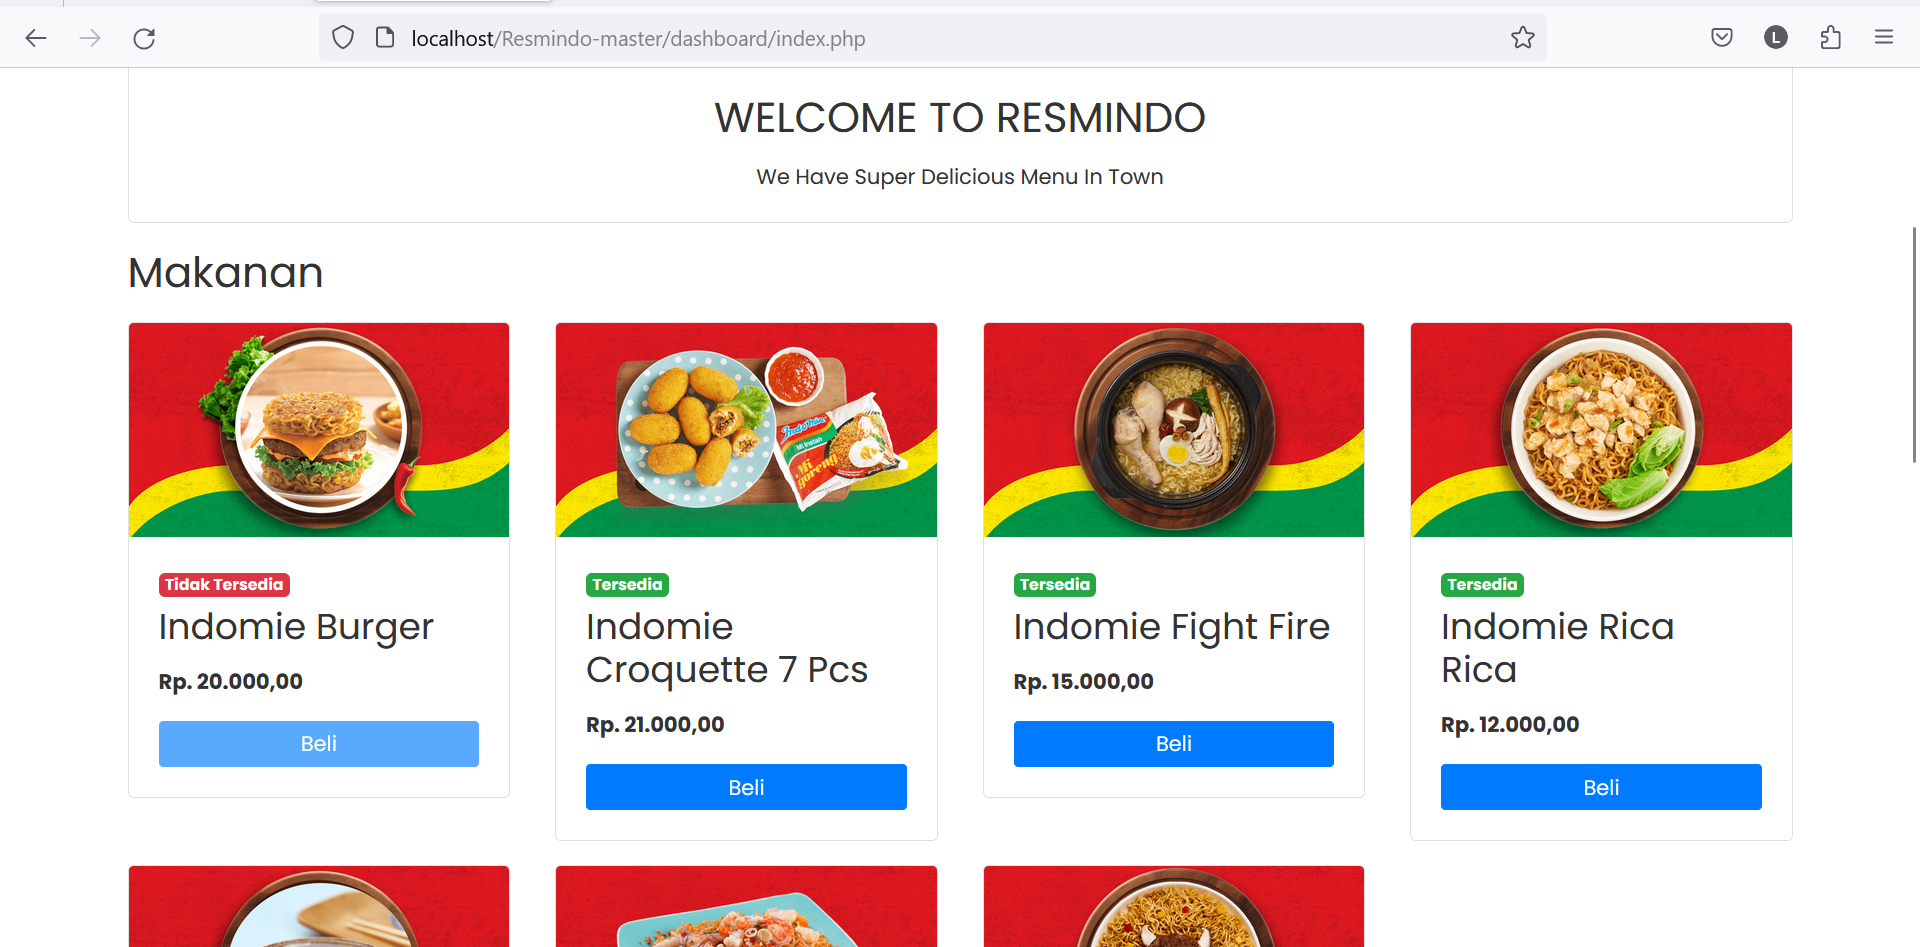 localhost/Resmindo-master/dashboard/index.php
L
WELCOME TO RESMINDO
We Have Super Delicious Menu In Town
Makanan
Indomie
Mi Instan
Mi
goreng
Tidak Tersedia
Indomie Burger
Rp. 20.000,00
Beli
Tersedia
Indomie
Croquette 7 Pcs
Rp. 21.000,00
Beli
Tersedia
Indomie Fight Fire
Rp. 15.000,00
Beli
Tersedia
Indomie Rica
Rica
Rp. 12.000,00
Beli